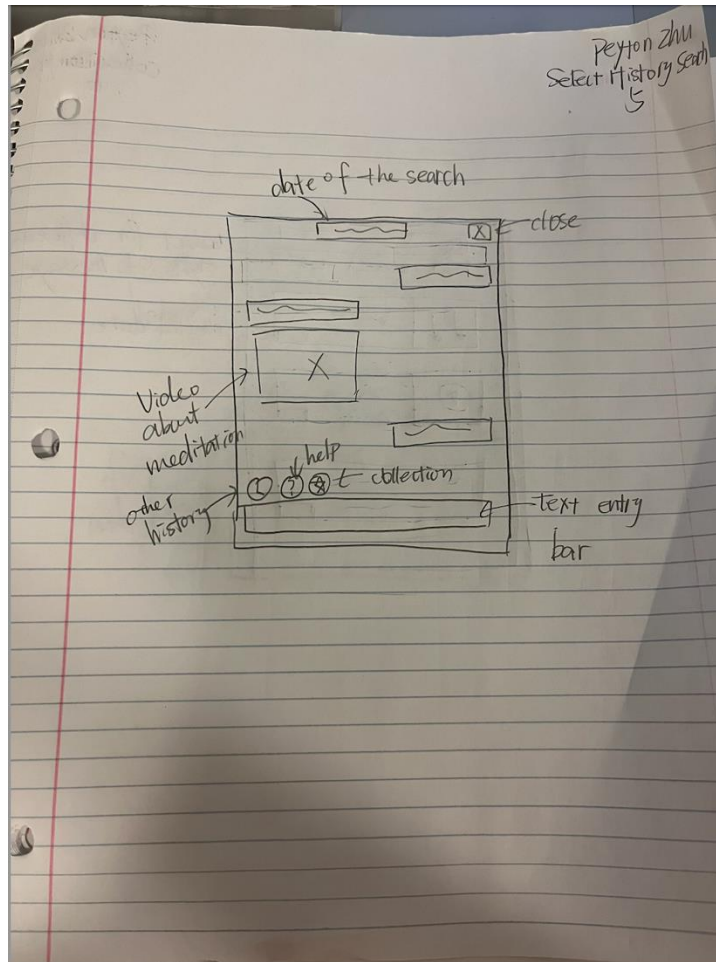 Peyton Zhu
Select History Search
5
date of the search
X
close
X
Video
about
meditation
help
?
collection
other
history
text entry
bar